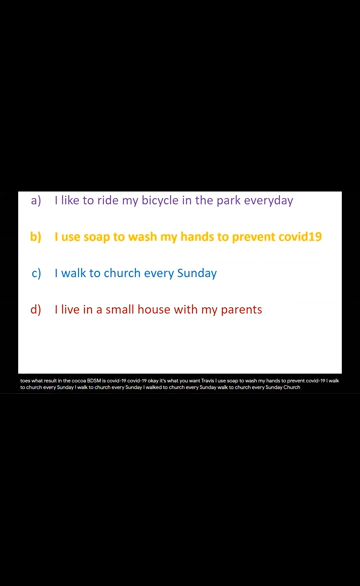 a) I like to ride my bicycle in the park everyday
b) I use soap to wash my hands to prevent covid19
c) I walk to church every Sunday
d) I live in a small house with my parents
toes what result in the cocoa BDSM is covid-19 covid-19 okay it's what you want Travis I use soap to wash my hands to prevent covid-19 I walk
to church every Sunday I walk to church every Sunday I walked to church every Sunday walk to church every Sunday Church